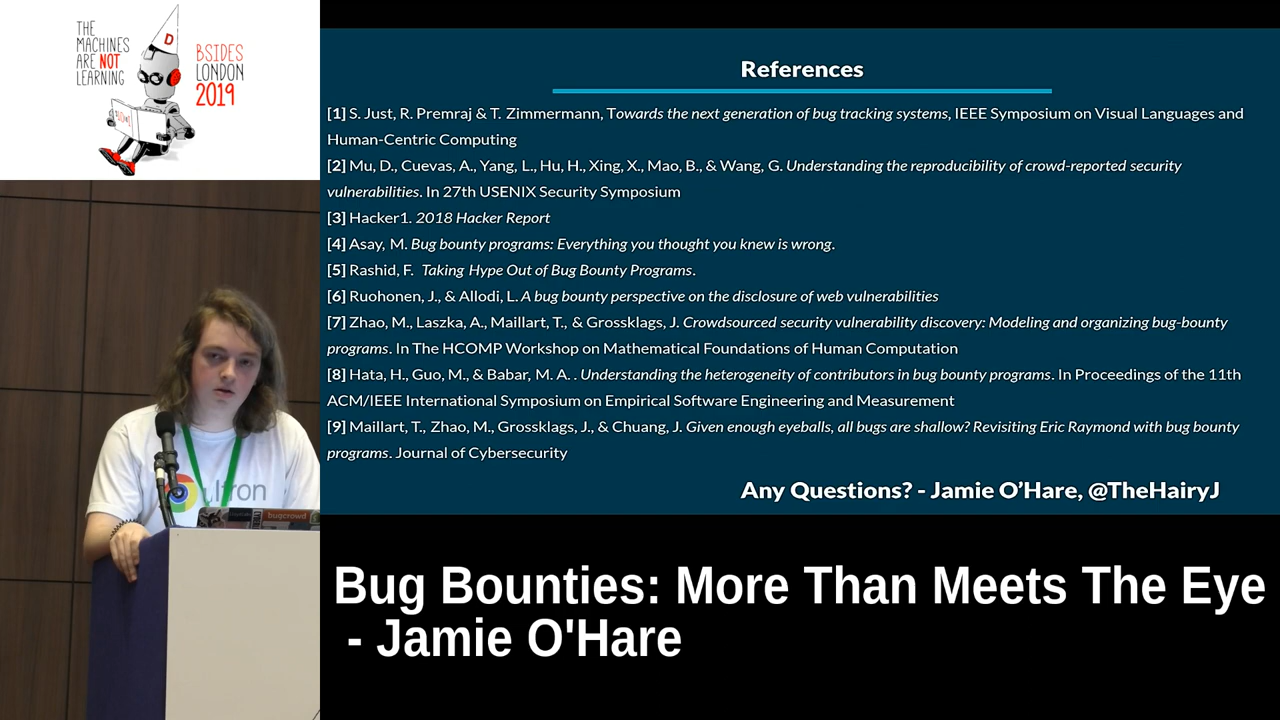 THE
MACHINES
ARE NOT
LEARNING
D
BSIDES
LONDON
2019
References
[1] S. Just, R. Premraj & T. Zimmermann, Towards the next generation of bug tracking systems, IEEE Symposium on Visual Languages and
Human-Centric Computing
[2] Mu, D., Cuevas, A., Yang, L., Hu, H., Xing, X., Mao, B., & Wang, G. Understanding the reproducibility of crowd-reported security
vulnerabilities. In 27th USENIX Security Symposium
[3] Hacker1. 2018 Hacker Report
[4] Asay, M. Bug bounty programs: Everything you thought you knew is wrong.
[5] Rashid, F. Taking Hype Out of Bug Bounty Programs.
[6] Ruohonen, J., & Allodi, L. A bug bounty perspective on the disclosure of web vulnerabilities
[7] Zhao, M., Laszka, A., Maillart, T., & Grossklags, J. Crowdsourced security vulnerability discovery: Modeling and organizing bug-bounty
programs. In The HCOMP Workshop on Mathematical Foundations of Human Computation
[8] Hata, H., Guo, M., & Babar, M. A. . Understanding the heterogeneity of contributors in bug bounty programs. In Proceedings of the 11th
ACM/IEEE International Symposium on Empirical Software Engineering and Measurement
[9] Maillart, T., Zhao, M., Grossklags, J., & Chuang, J. Given enough eyeballs, all bugs are shallow? Revisiting Eric Raymond with bug bounty
programs. Journal of Cybersecurity
Any Questions? - Jamie O’Hare, @TheHairyJ
bugcrowd
Bug Bounties: More Than Meets The Eye
- Jamie O'Hare